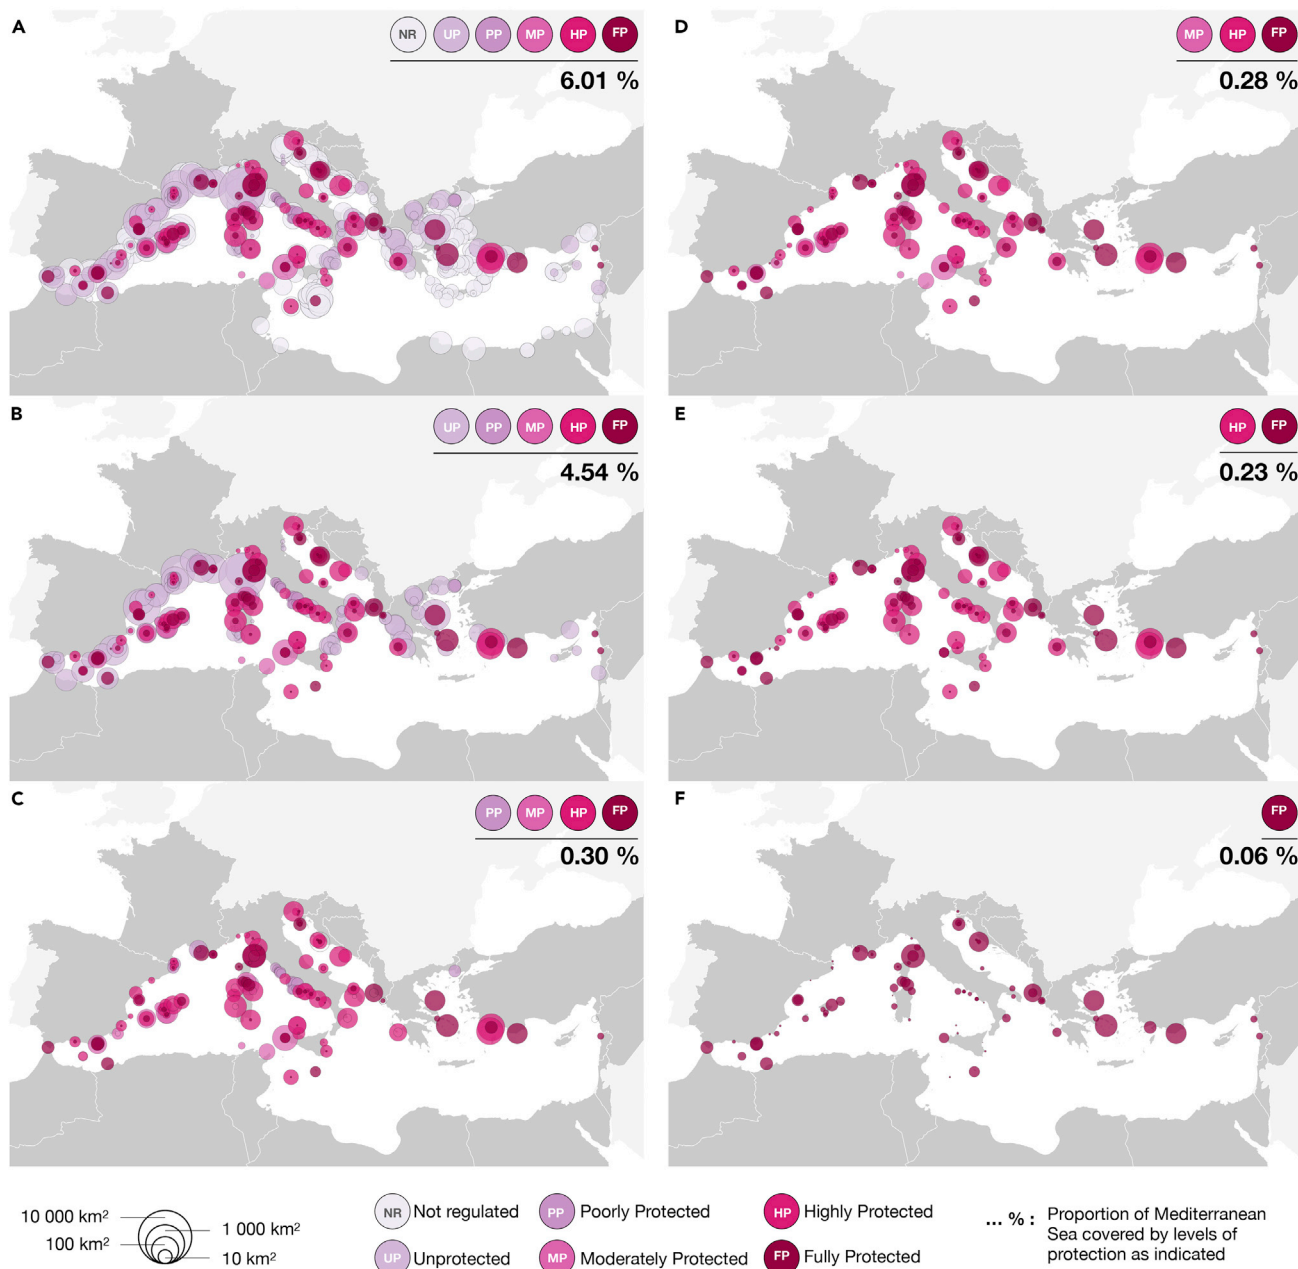 A
NR UP PP MP HP FP
6.01 %
D
MP HP FP
0.28 %
B
UP PP MP HP FP
4.54 %
E
HP FP
0.23 %
C
PP MP HP FP
0.30 %
F
FP
0.06 %
10 000 km²
1 000 km²
100 km²
10 km²
NR Not regulated
PP Poorly Protected
HP Highly Protected
UP Unprotected
MP Moderately Protected
FP Fully Protected
... % : Proportion of Mediterranean
Sea covered by levels of
protection as indicated